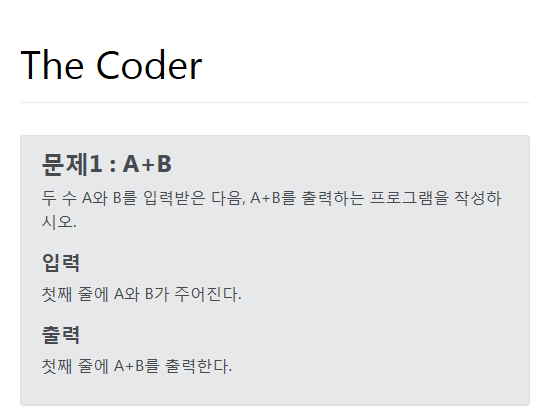 The Coder
문제1 : A+B
두 수 A와 B를 입력받은 다음, A+B를 출력하는 프로그램을 작성하
시오.
입력
첫째 줄에 A와 B가 주어진다.
출력
첫째 줄에 A+B를 출력한다.